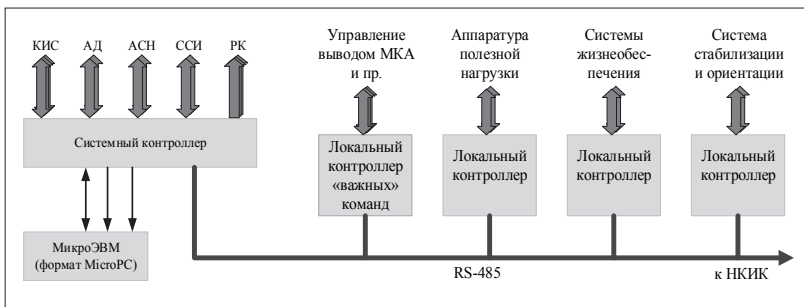 КИС АД АСН ССИ РК
Управление
выводом МКА
и пр.
Аппаратура
полезной
нагрузки
Системы
жизнеобес-
печения
Система
стабилизации
и ориентации
Системный контроллер
Локальный
контроллер
«важных»
команд
Локальный
контроллер
Локальный
контроллер
Локальный
контроллер
МикроЭВМ
(формат MicroPC)
RS-485
к НКИК